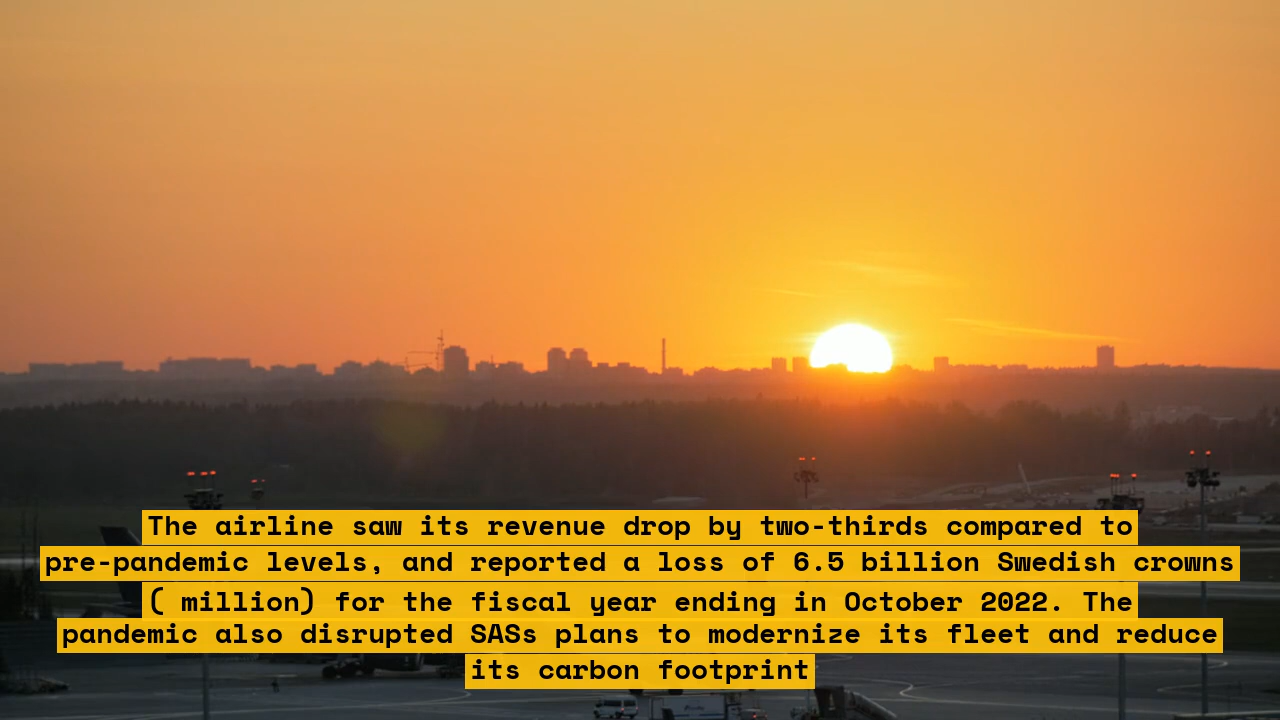 The airline saw its revenue drop by two-thirds compared to
pre-pandemic levels, and reported a loss of 6.5 billion Swedish crowns
( million) for the fiscal year ending in October 2022. The
pandemic also disrupted SASs plans to modernize its fleet and reduce
its carbon footprint